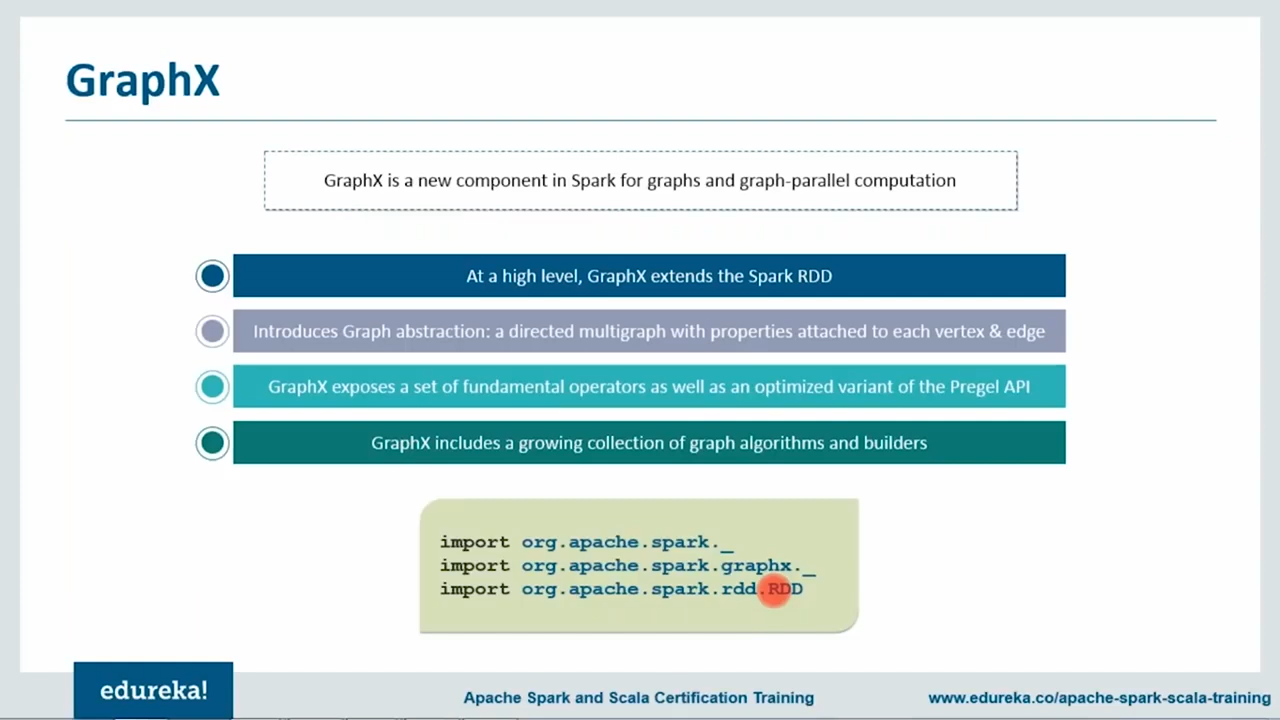 GraphX
GraphX is a new component in Spark for graphs and graph-parallel computation
At a high level, GraphX extends the Spark RDD
Introduces Graph abstraction: a directed multigraph with properties attached to each vertex & edge
GraphX exposes a set of fundamental operators as well as an optimized variant of the Pregel API
GraphX includes a growing collection of graph algorithms and builders
import org.apache.spark._
import org.apache.spark.graphx._
import org.apache.spark.rdd.RDD
edureka!
Apache Spark and Scala Certification Training
www.edureka.co/apache-spark-scala-training